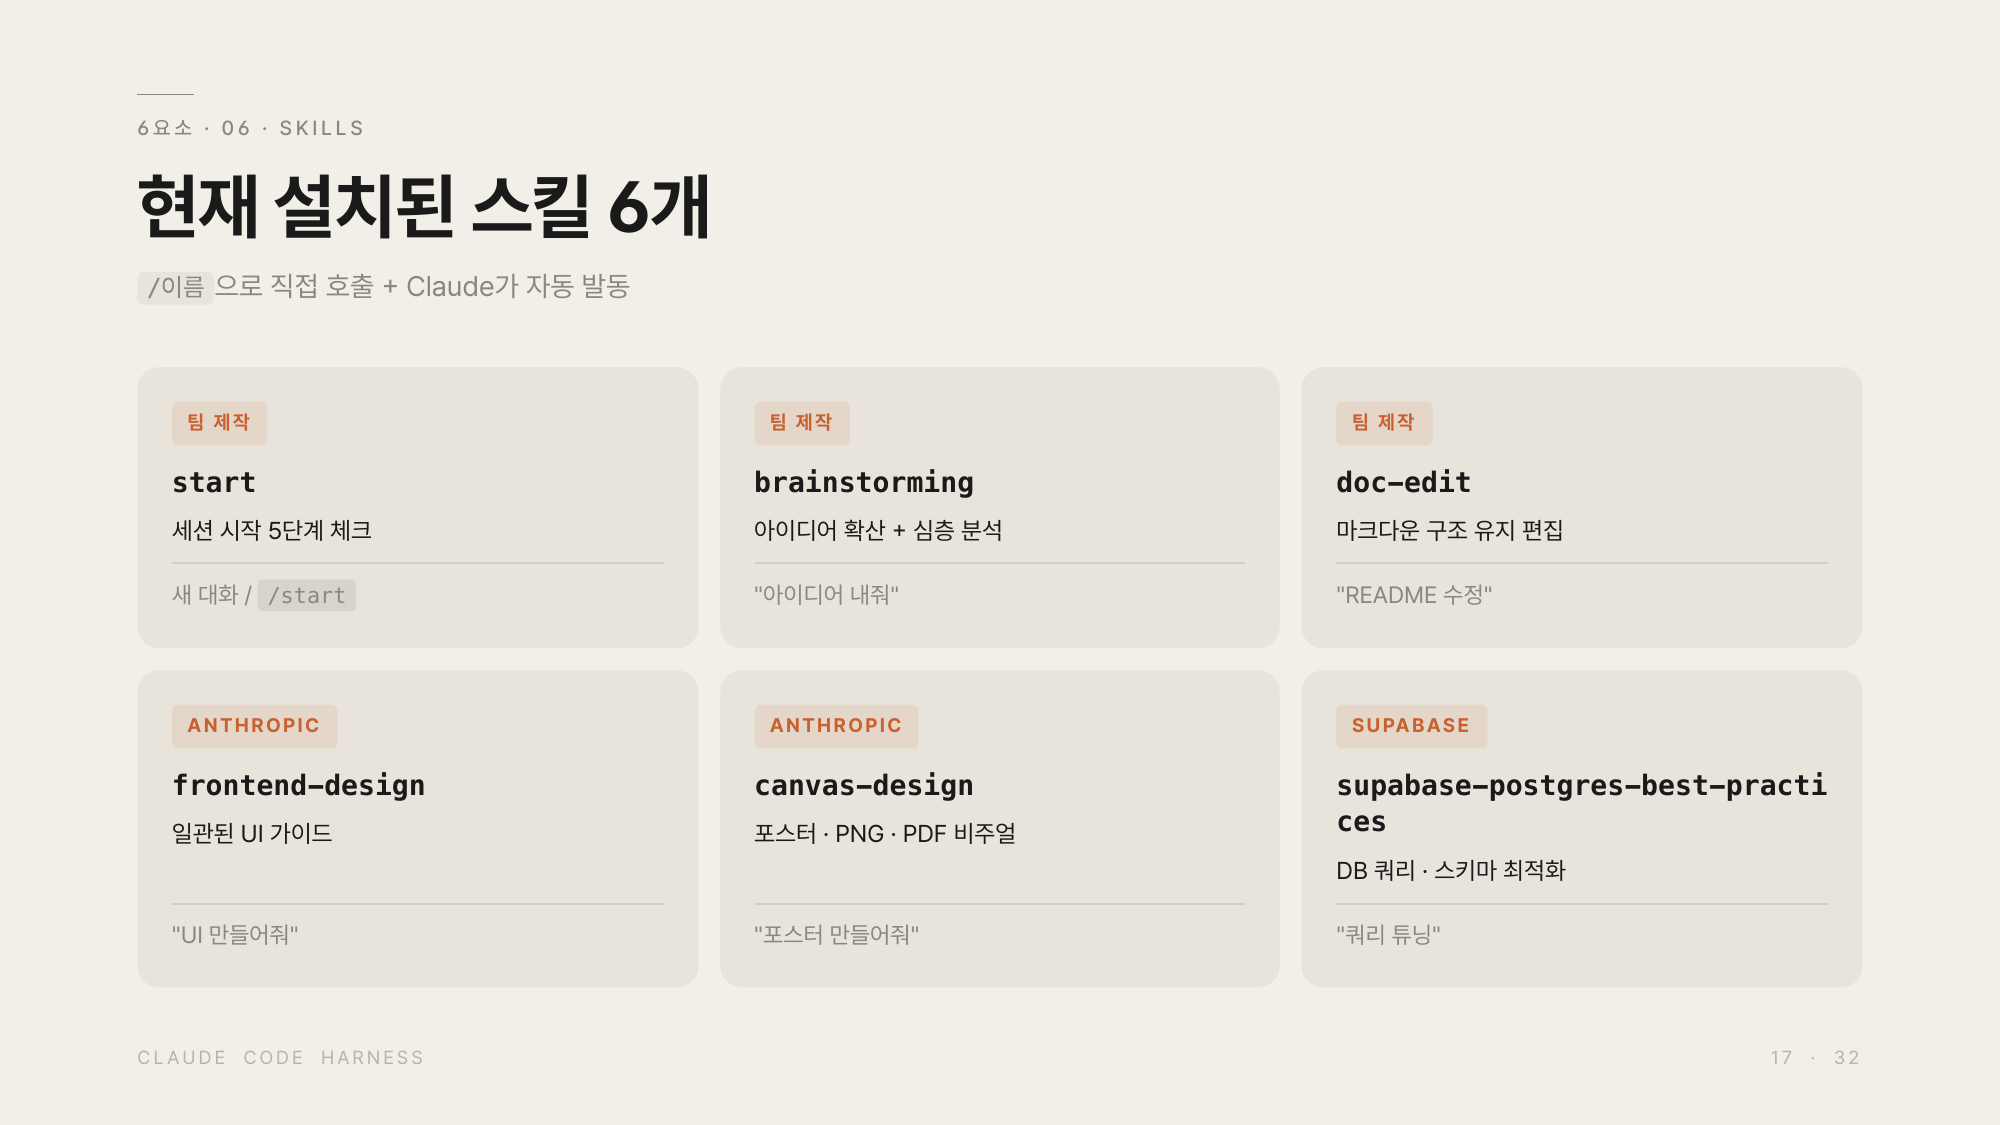 6요소 · 06 · SKILLS
현재 설치된 스킬 6개
/이름으로 직접 호출 + Claude가 자동 발동
팀 제작
start
세션 시작 5단계 체크
새 대화 / /start
팀 제작
brainstorming
아이디어 확산 + 심층 분석
"아이디어 내줘"
팀 제작
doc-edit
마크다운 구조 유지 편집
"README 수정"
ANTHROPIC
frontend-design
일관된 UI 가이드
"UI 만들어줘"
ANTHROPIC
canvas-design
포스터 · PNG · PDF 비주얼
"포스터 만들어줘"
SUPABASE
supabase-postgres-best-practi
ces
DB 쿼리 · 스키마 최적화
"쿼리 튜닝"
CLAUDE CODE HARNESS
17 · 32